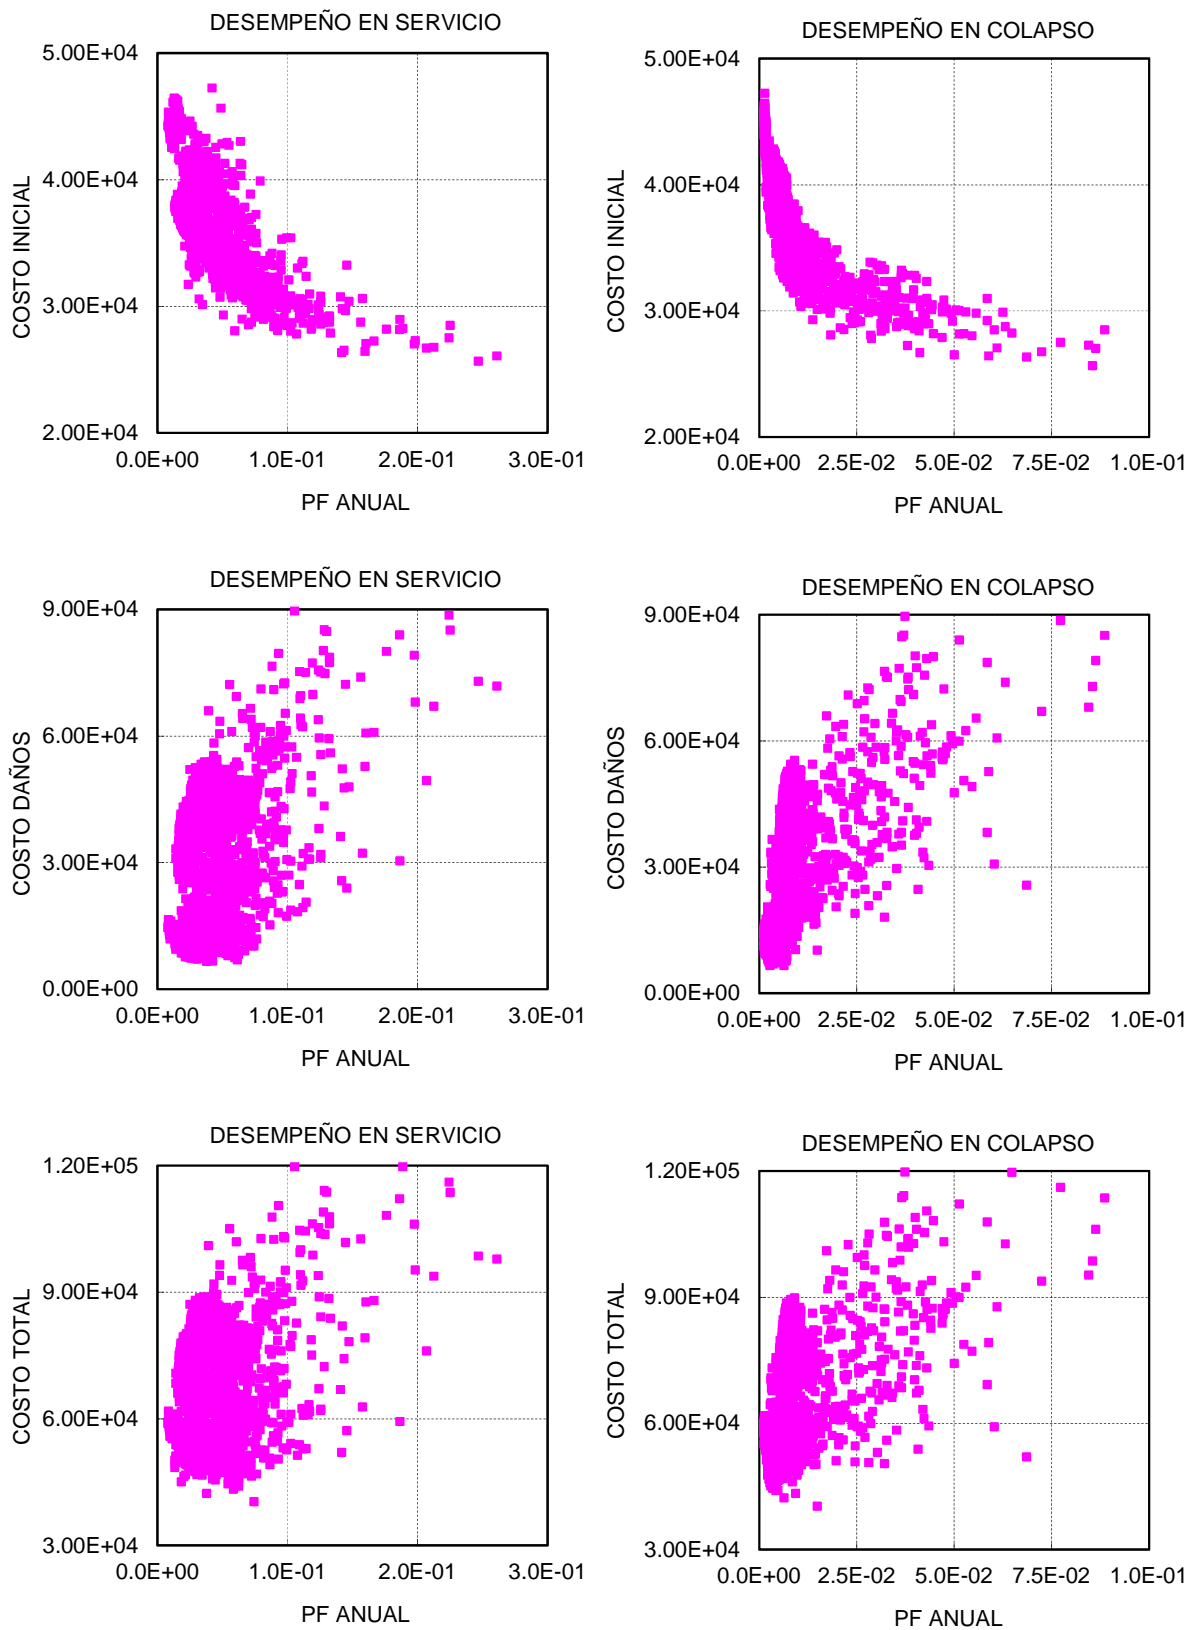 DESEMPEÑO EN SERVICIO
5.00E+04
4.00E+04
3.00E+04
2.00E+04
COSTO INICIAL
0.0E+00 1.0E-01 2.0E-01 3.0E-01
PF ANUAL
DESEMPEÑO EN COLAPSO
5.00E+04
4.00E+04
3.00E+04
2.00E+04
COSTO INICIAL
0.0E+00 2.5E-02 5.0E-02 7.5E-02 1.0E-01
PF ANUAL
DESEMPEÑO EN SERVICIO
9.00E+04
6.00E+04
3.00E+04
0.00E+00
COSTO DAÑOS
0.0E+00 1.0E-01 2.0E-01 3.0E-01
PF ANUAL
DESEMPEÑO EN COLAPSO
9.00E+04
6.00E+04
3.00E+04
0.00E+00
COSTO DAÑOS
0.0E+00 2.5E-02 5.0E-02 7.5E-02 1.0E-01
PF ANUAL
DESEMPEÑO EN SERVICIO
1.20E+05
9.00E+04
6.00E+04
3.00E+04
COSTO TOTAL
0.0E+00 1.0E-01 2.0E-01 3.0E-01
PF ANUAL
DESEMPEÑO EN COLAPSO
1.20E+05
9.00E+04
6.00E+04
3.00E+04
COSTO TOTAL
0.0E+00 2.5E-02 5.0E-02 7.5E-02 1.0E-01
PF ANUAL